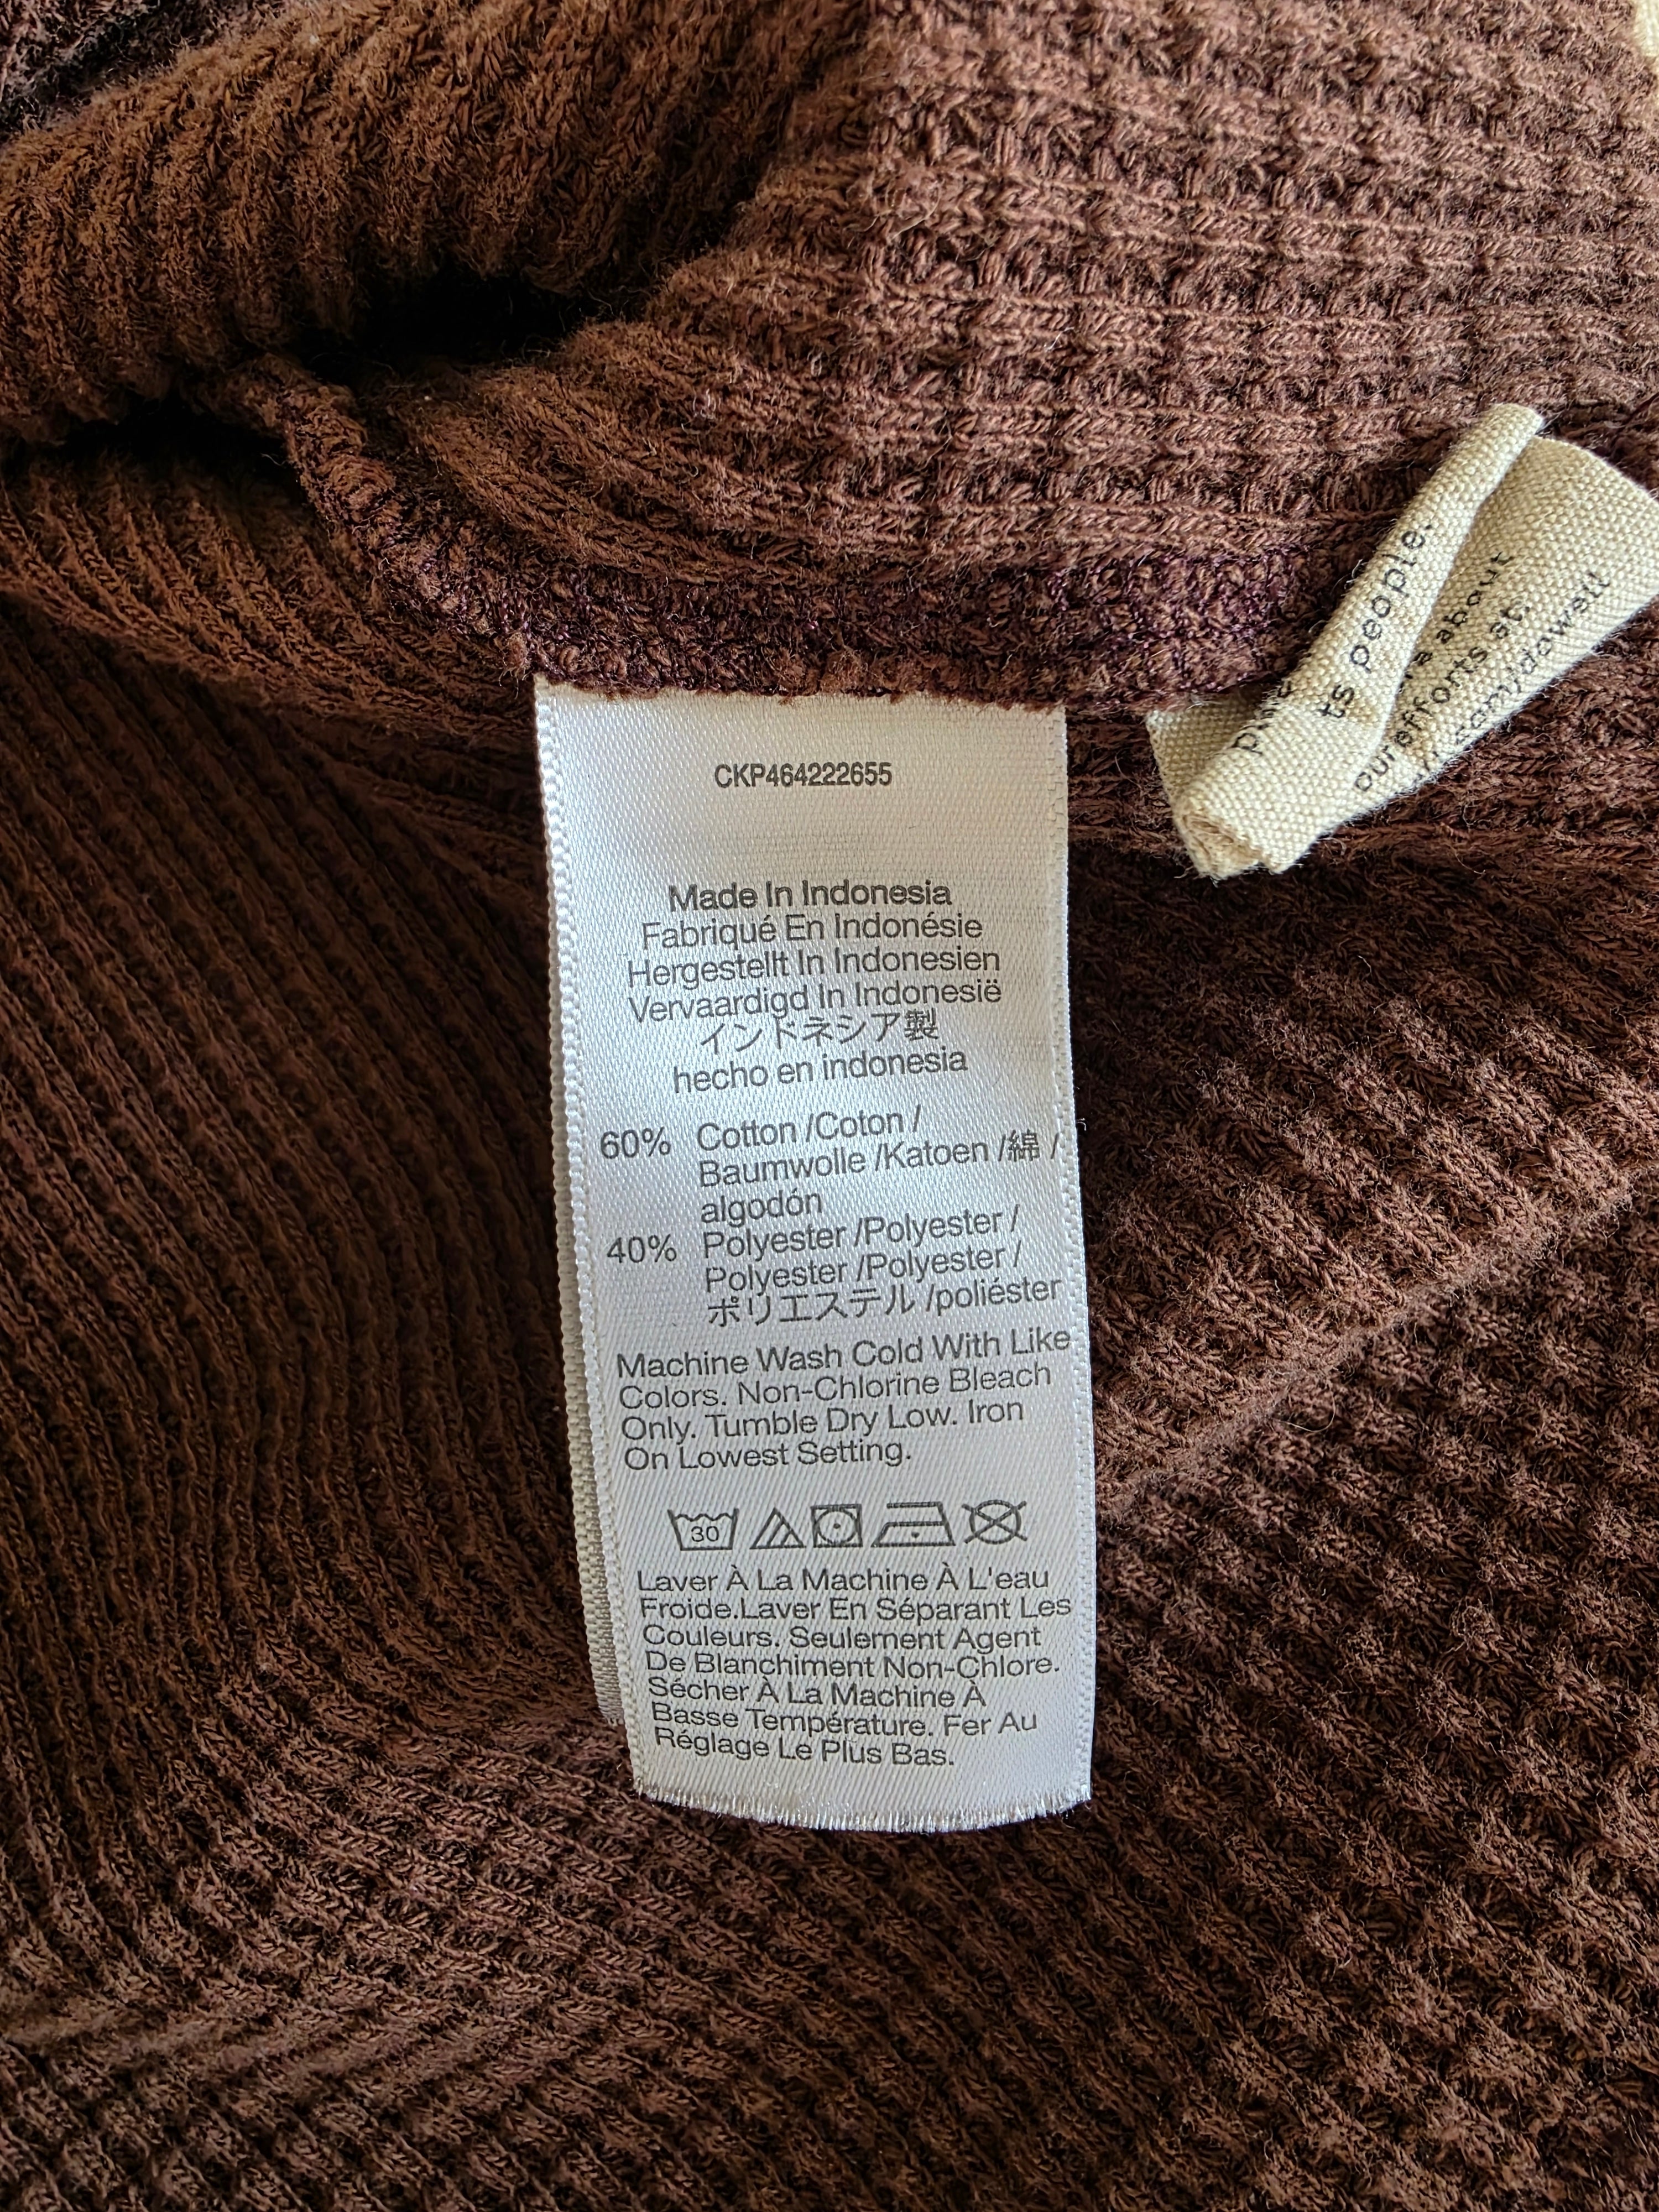 CKP464222655
Made In Indonesia
Fabriqué En Indonésie
Hergestellt In Indonesien
Vervaardigd In Indonesië
インドネシア製
hecho en indonesia
60% Cotton /Coton /
Baumwolle /Katoen /綿 /
algodón
40% Polyester /Polyester /
Polyester /Polyester /
ポリエステル /poliéster
Machine Wash Cold With Like
Colors. Non-Chlorine Bleach
Only. Tumble Dry Low. Iron
On Lowest Setting.
30
Laver À La Machine À L'eau
Froide.Laver En Séparant Les
Couleurs. Seulement Agent
De Blanchiment Non-Chlore.
Sécher À La Machine À
Basse Température. Fer Au
Réglage Le Plus Bas.
people.
about
our efforts at.